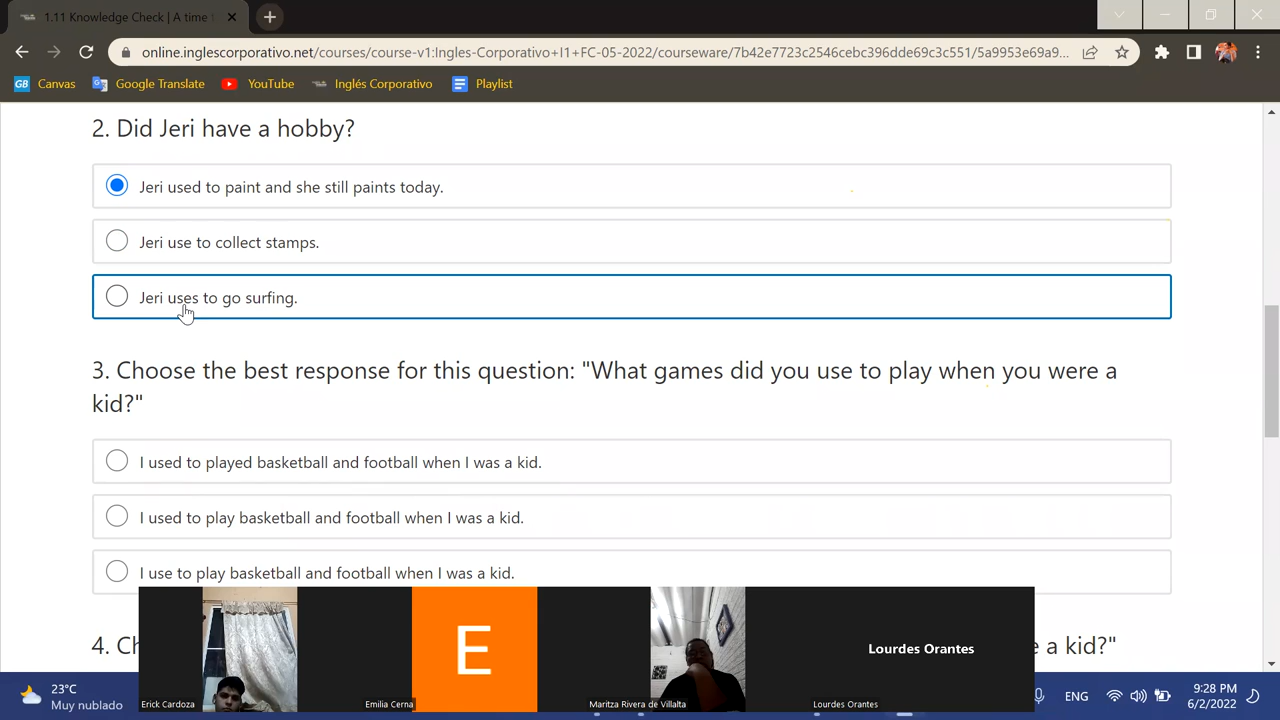 1.11 Knowledge Check | A time
online.inglescorporativo.net/courses/course-v1:Ingles-Corporativo+I1+FC-05-2022/courseware/7b42e7723c2546cebc396dde69c3c551/5a9953e69a9...
GB Canvas Google Translate YouTube Inglés Corporativo Playlist
2. Did Jeri have a hobby?
Jeri used to paint and she still paints today.
Jeri use to collect stamps.
Jeri uses to go surfing.
3. Choose the best response for this question: "What games did you use to play when you were a
kid?"
I used to played basketball and football when I was a kid.
I used to play basketball and football when I was a kid.
I use to play basketball and football when I was a kid.
4. Ch e a kid?"
E
Lourdes Orantes
Erick Cardoza Emilia Cerna Maritza Rivera de Villalta Lourdes Orantes
23°C
Muy nublado
ENG
9:28 PM
6/2/2022